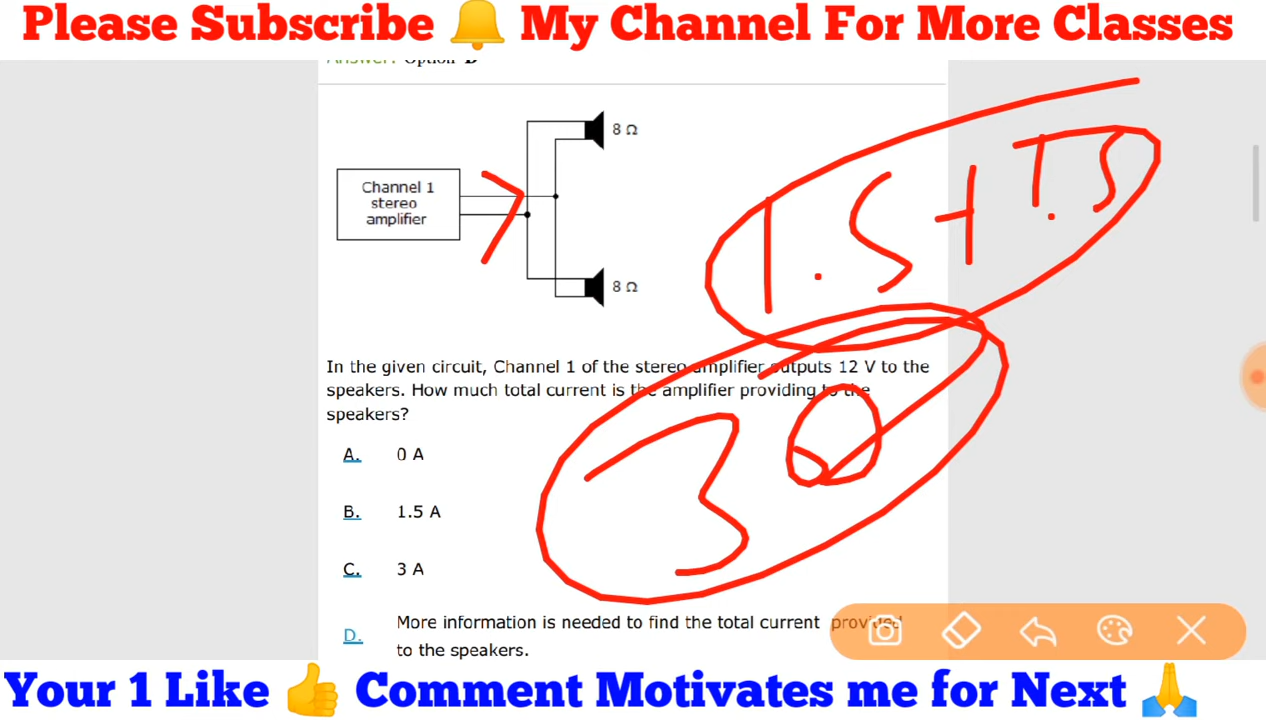 Please Subscribe 🔔 My Channel For More Classes
Answer: Option D
8 Ω
Channel 1
stereo
amplifier
1.5 + 1.5
8 Ω
In the given circuit, Channel 1 of the stereo amplifier outputs 12 V to the
speakers. How much total current is the amplifier providing to the
speakers?
3
A. 0 A
B. 1.5 A
C. 3 A
D. More information is needed to find the total current provided
to the speakers.
Your 1 Like 👍 Comment Motivates me for Next 🙏